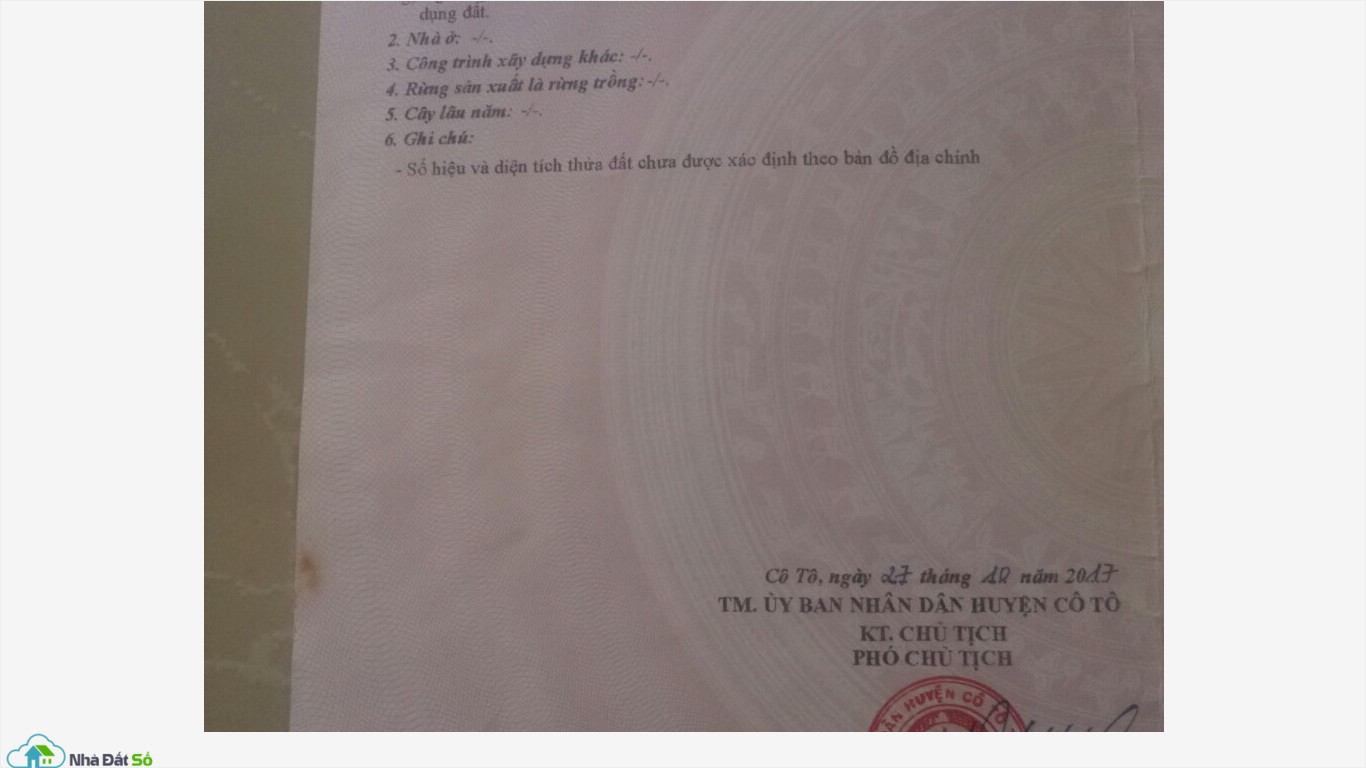 dụng đất.
2. Nhà ở: -/-.
3. Công trình xây dựng khác: -/-.
4. Rừng sản xuất là rừng trồng: -/-.
5. Cây lâu năm: -/-.
6. Ghi chú:
- Số hiệu và diện tích thửa đất chưa được xác định theo bản đồ địa chính
Cô Tô, ngày 27 tháng 12 năm 2017
TM. ỦY BAN NHÂN DÂN HUYỆN CÔ TÔ
KT. CHỦ TỊCH
PHÓ CHỦ TỊCH
HUYỆN CÔ TÔ
Nhà Đất Số